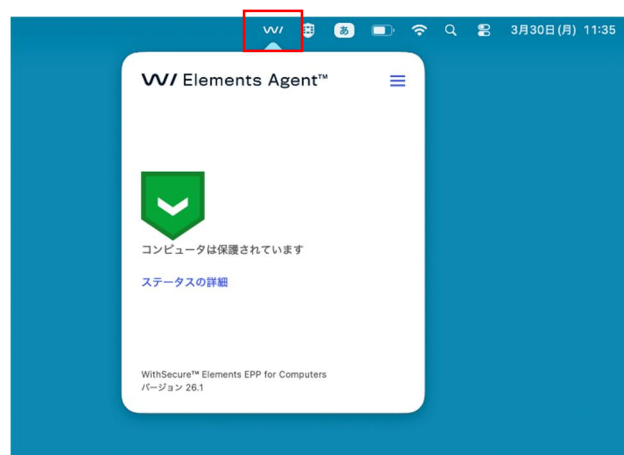 W/ あ 3月30日(月) 11:35
W/ Elements Agent™
コンピュータは保護されています
ステータスの詳細
WithSecure™ Elements EPP for Computers
バージョン 26.1